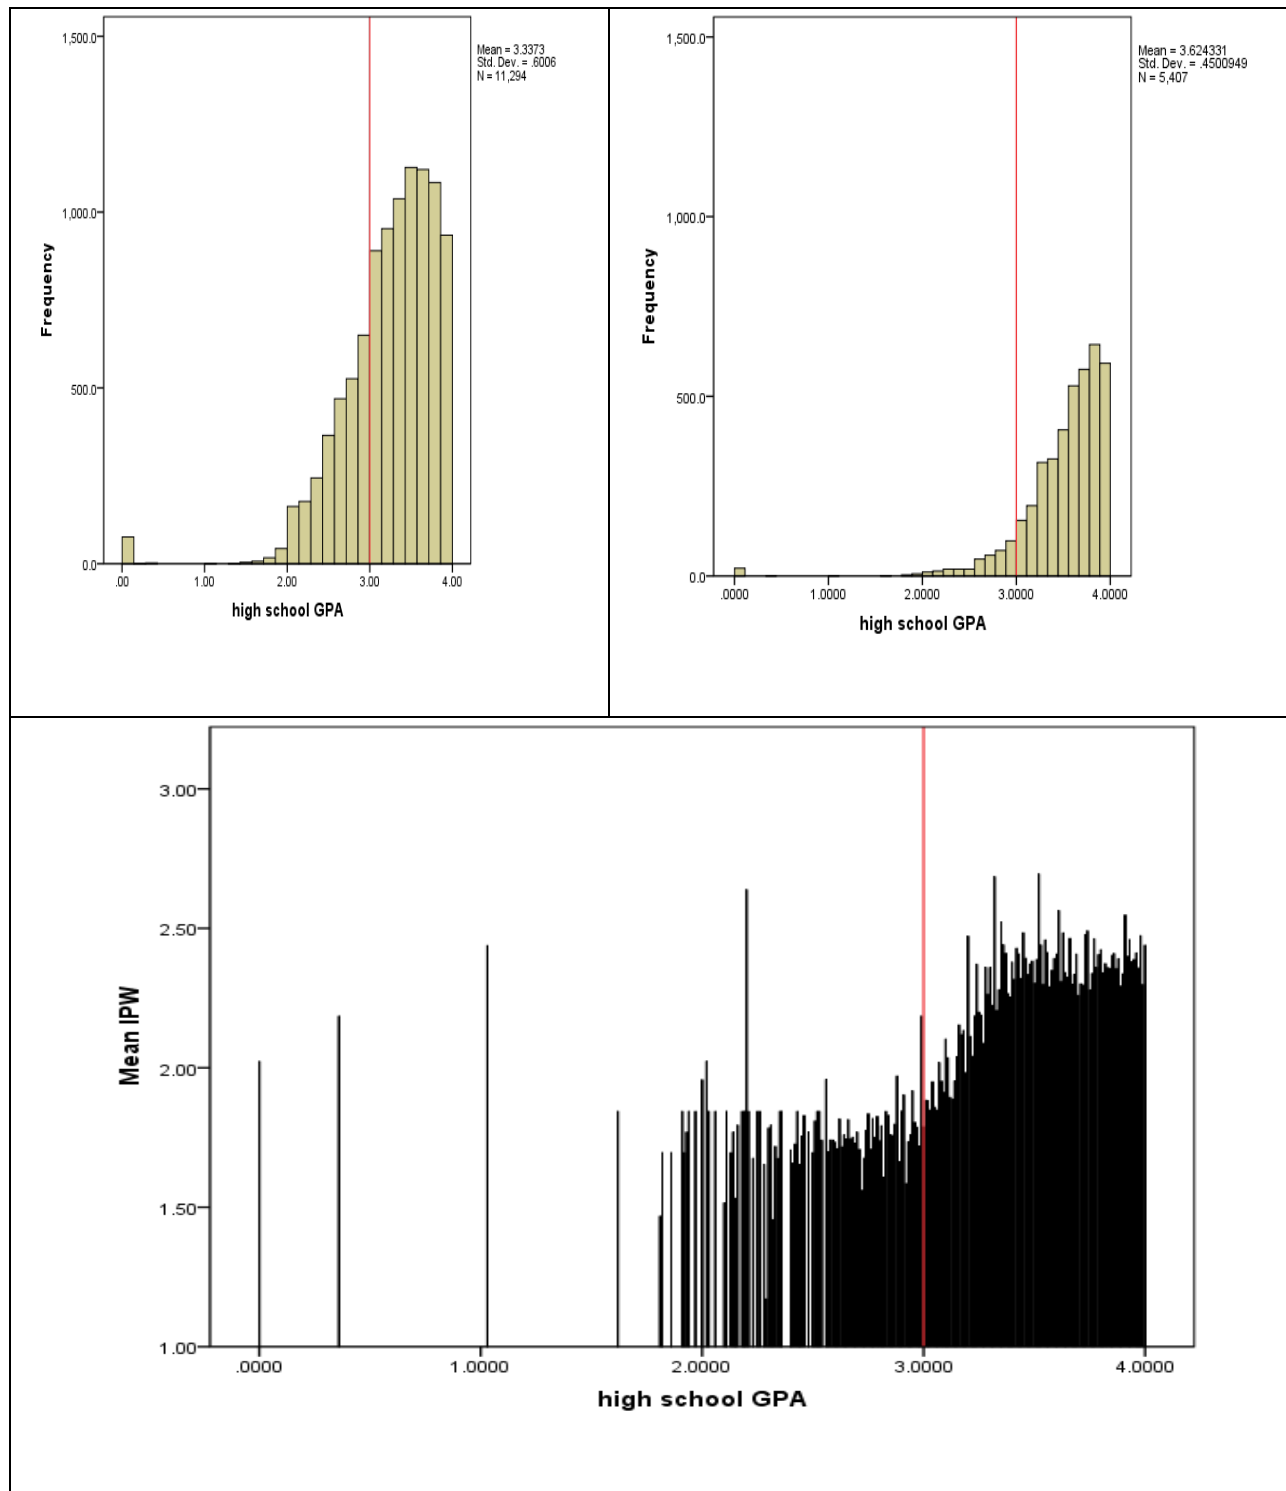 1,500.0
1,000.0
500.0
0.0
Frequency
.00 1.00 2.00 3.00 4.00
high school GPA
Mean = 3.3373
Std. Dev. = .6006
N = 11,294
1,500.0
1,000.0
500.0
0.0
Frequency
.0000 1.0000 2.0000 3.0000 4.0000
high school GPA
Mean = 3.624331
Std. Dev. = .4500949
N = 5,407
3.00
2.50
2.00
1.50
1.00
Mean IPW
.0000 1.0000 2.0000 3.0000 4.0000
high school GPA